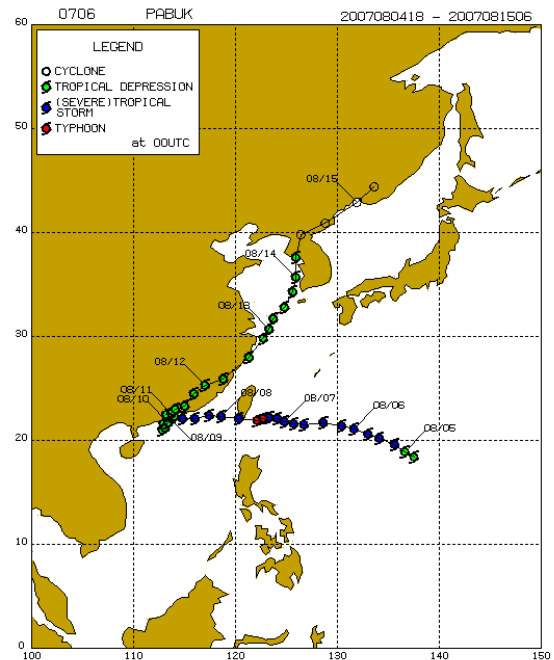 0706 PABUK 2007080418 - 2007081506
LEGEND
CYCLONE
TROPICAL DEPRESSION
(SEVERE)TROPICAL
STORM
TYPHOON
at 00UTC
60
50
40
30
20
10
0
100 110 120 130 140 150
08/15
08/14
08/13
08/12
08/11
08/10
08/09
08/08
08/07
08/06
08/05